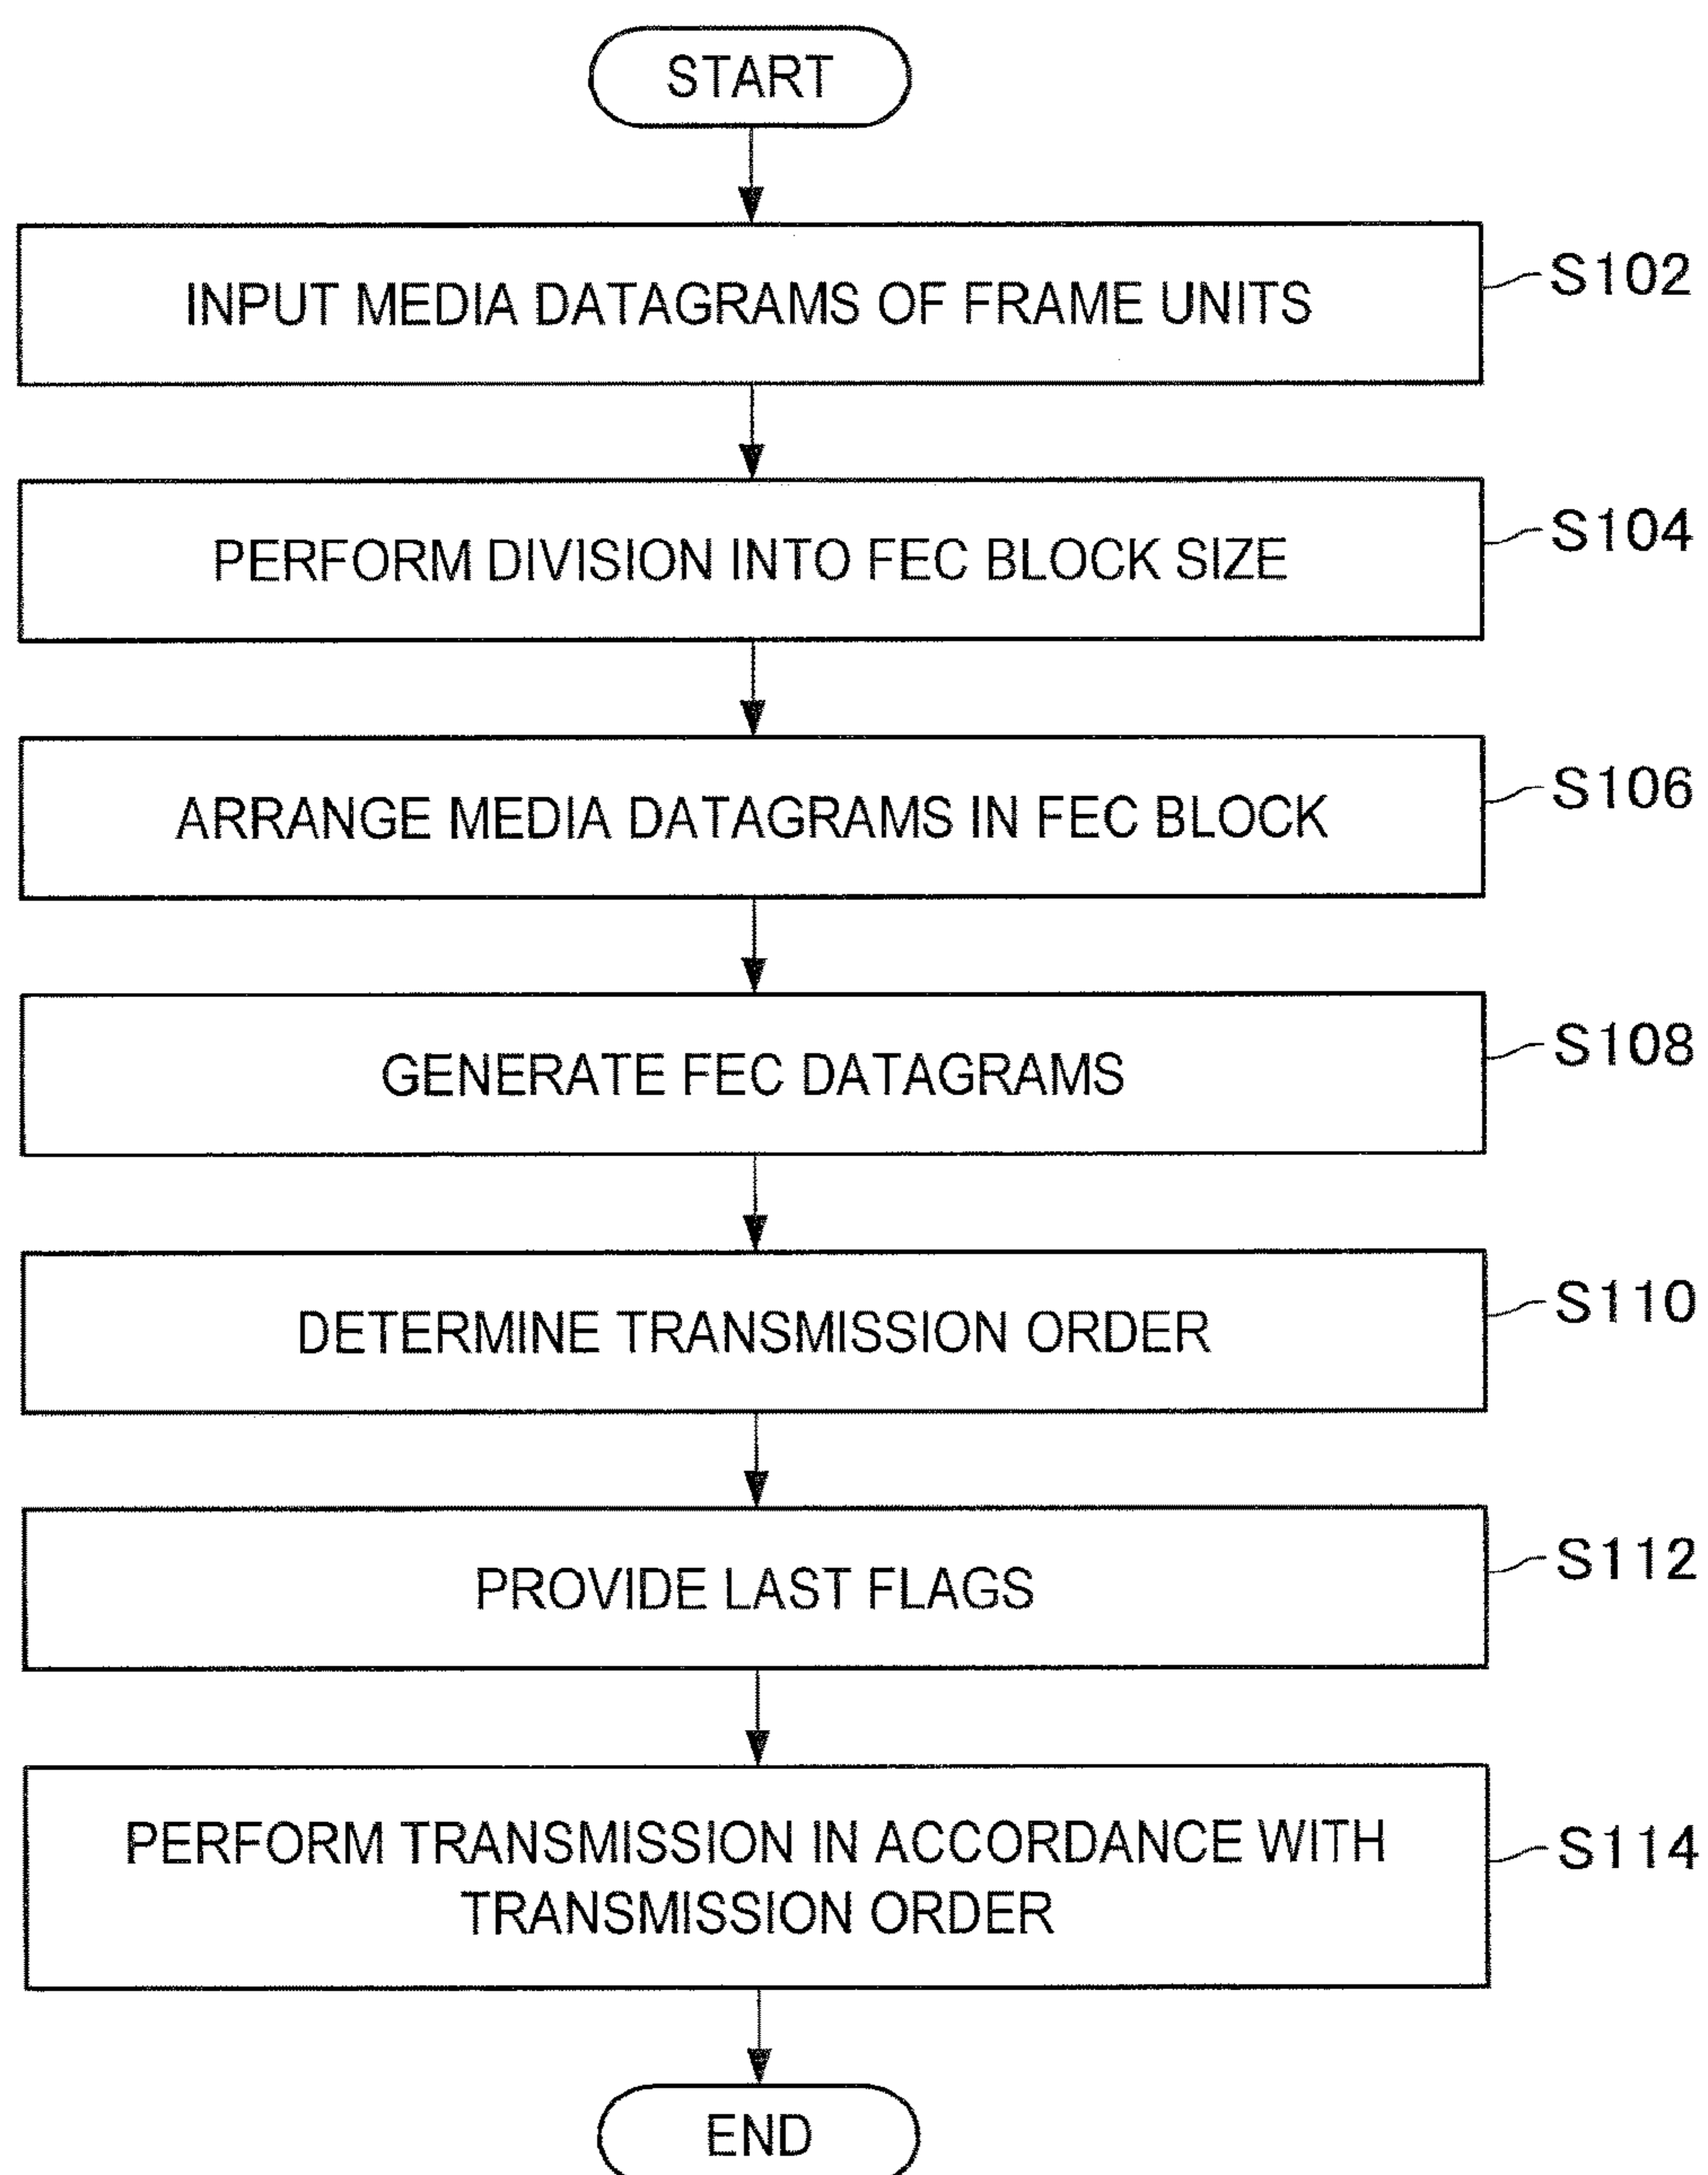 START
INPUT MEDIA DATAGRAMS OF FRAME UNITS
S102
PERFORM DIVISION INTO FEC BLOCK SIZE
S104
ARRANGE MEDIA DATAGRAMS IN FEC BLOCK
S106
GENERATE FEC DATAGRAMS
S108
DETERMINE TRANSMISSION ORDER
S110
PROVIDE LAST FLAGS
S112
PERFORM TRANSMISSION IN ACCORDANCE WITH
TRANSMISSION ORDER
S114
END